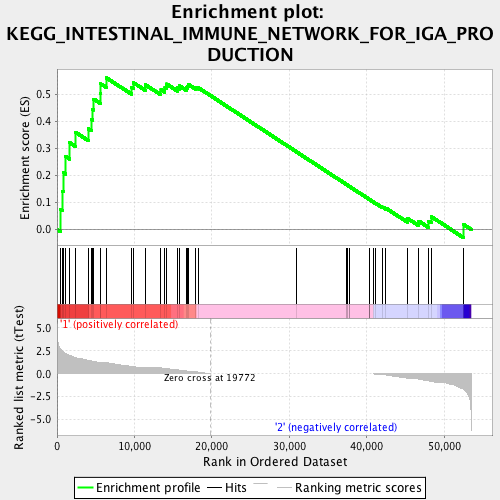 Enrichment plot:
KEGG_INTESTINAL_IMMUNE_NETWORK_FOR_IGA_PRO
DUCTION
Enrichment score (ES)
0.5
0.4
0.3
0.2
0.1
0.0
'1' (positively correlated)
Ranked list metric (tTest)
5.0
2.5
0.0
-2.5
-5.0
Zero cross at 19772
'2' (negatively correlated)
0
10,000
20,000
30,000
40,000
50,000
Rank in Ordered Dataset
Enrichment profile
Hits
Ranking metric scores